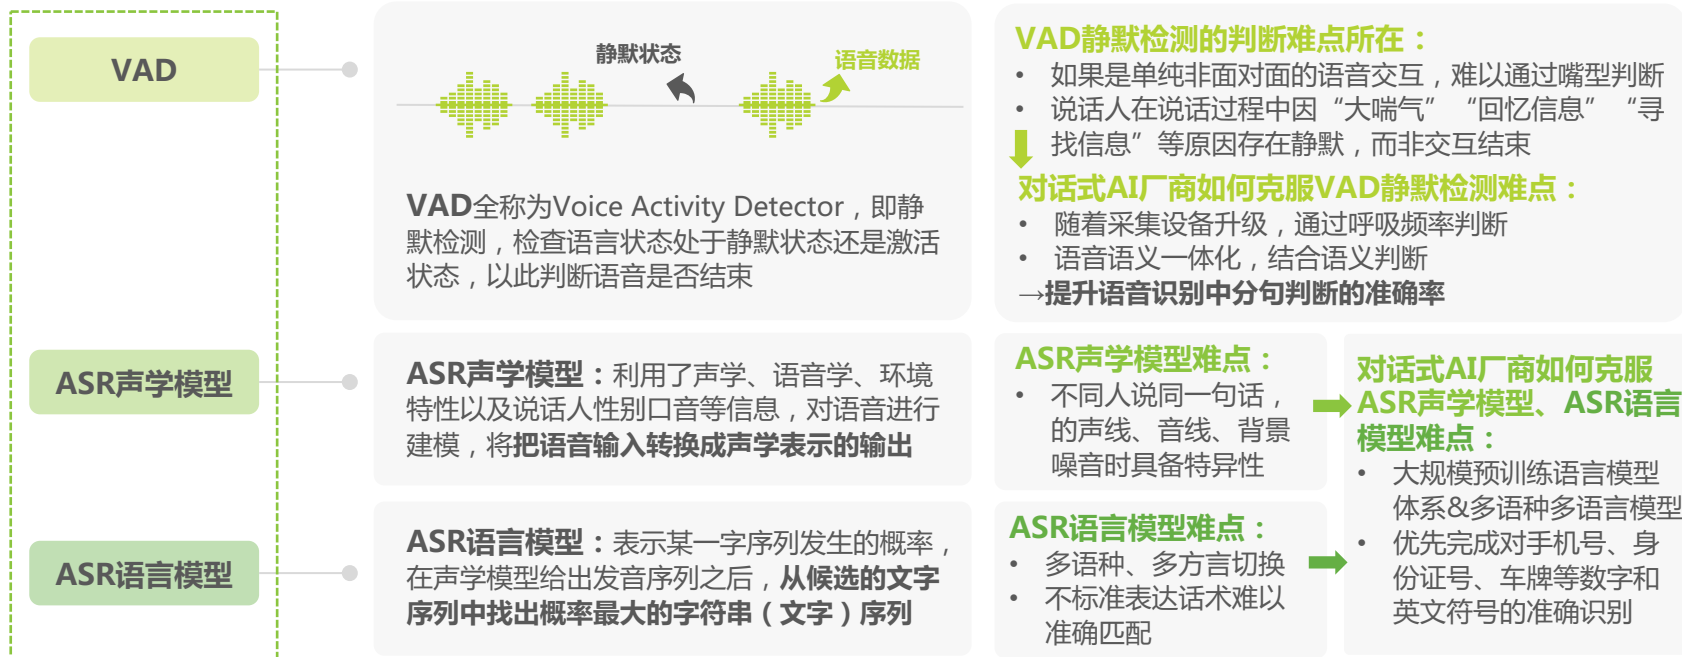 VAD
静默状态
语音数据
VAD全称为Voice Activity Detector，即静
默检测，检查语言状态处于静默状态还是激活
状态，以此判断语音是否结束
VAD静默检测的判断难点所在：
• 如果是单纯非面对面的语音交互，难以通过嘴型判断
• 说话人在说话过程中因“大喘气”“回忆信息”“寻
找信息”等原因存在静默，而非交互结束
对话式AI厂商如何克服VAD静默检测难点：
• 随着采集设备升级，通过呼吸频率判断
• 语音语义一体化，结合语义判断
→提升语音识别中分句判断的准确率
ASR声学模型
ASR声学模型：利用了声学、语音学、环境
特性以及说话人性别口音等信息，对语音进行
建模，将把语音输入转换成声学表示的输出
ASR声学模型难点：
• 不同人说同一句话，
的声线、音线、背景
噪音时具备特异性
ASR语言模型
ASR语言模型：表示某一字序列发生的概率，
在声学模型给出发音序列之后，从候选的文字
序列中找出概率最大的字符串（文字）序列
ASR语言模型难点：
• 多语种、多方言切换
• 不标准表达话术难以
准确匹配
对话式AI厂商如何克服
ASR声学模型、ASR语言
模型难点：
• 大规模预训练语言模型
体系&多语种多语言模型
• 优先完成对手机号、身
份证号、车牌等数字和
英文符号的准确识别